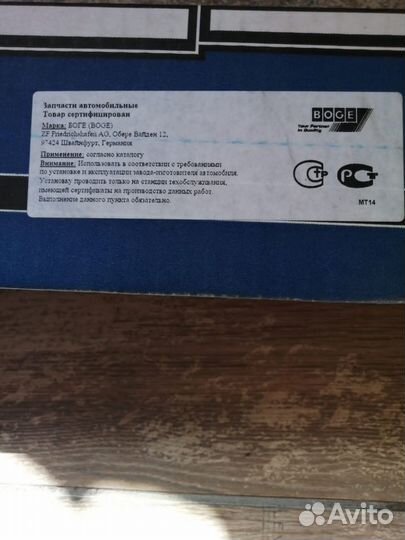 Запчасти автомобильные
Товар сертифицирован
Марка: БОГЕ (BOGE)
ZF Friedrichshafen AG, Обере Вайден 12,
97424 Швайнфурт, Германия
Применение: согласно каталогу
Внимание: Использовать в соответствии с требованиями
по установке и эксплуатации завода-изготовителя автомобиля.
Установку проводить только на станции техобслуживания,
имеющей сертификаты на производство данных работ.
Выполнение данного пункта обязательно.
BOGE
Your Partner
in Quality
РСТ
МТ14
Avito